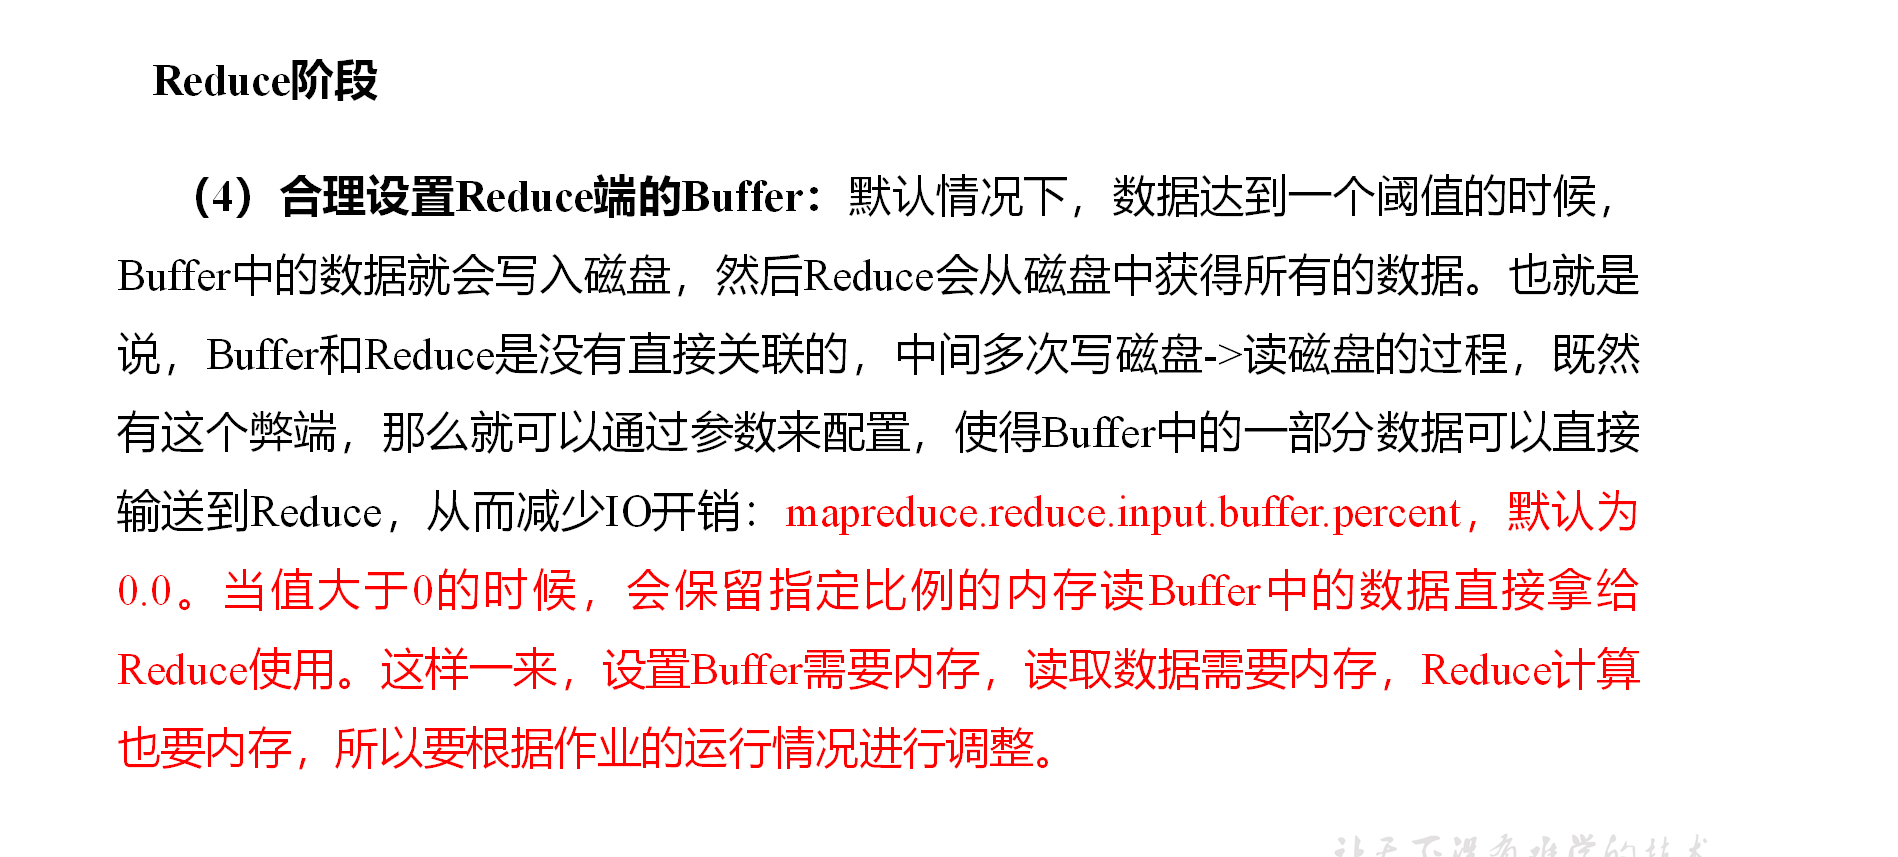 Reduce阶段
（4）合理设置Reduce端的Buffer：默认情况下，数据达到一个阈值的时候，
Buffer中的数据就会写入磁盘，然后Reduce会从磁盘中获得所有的数据。也就是
说，Buffer和Reduce是没有直接关联的，中间多次写磁盘->读磁盘的过程，既然
有这个弊端，那么就可以通过参数来配置，使得Buffer中的一部分数据可以直接
输送到Reduce，从而减少IO开销：mapreduce.reduce.input.buffer.percent，默认为
0.0。当值大于0的时候，会保留指定比例的内存读Buffer中的数据直接拿给
Reduce使用。这样一来，设置Buffer需要内存，读取数据需要内存，Reduce计算
也要内存，所以要根据作业的运行情况进行调整。
让天下没有难学的技术